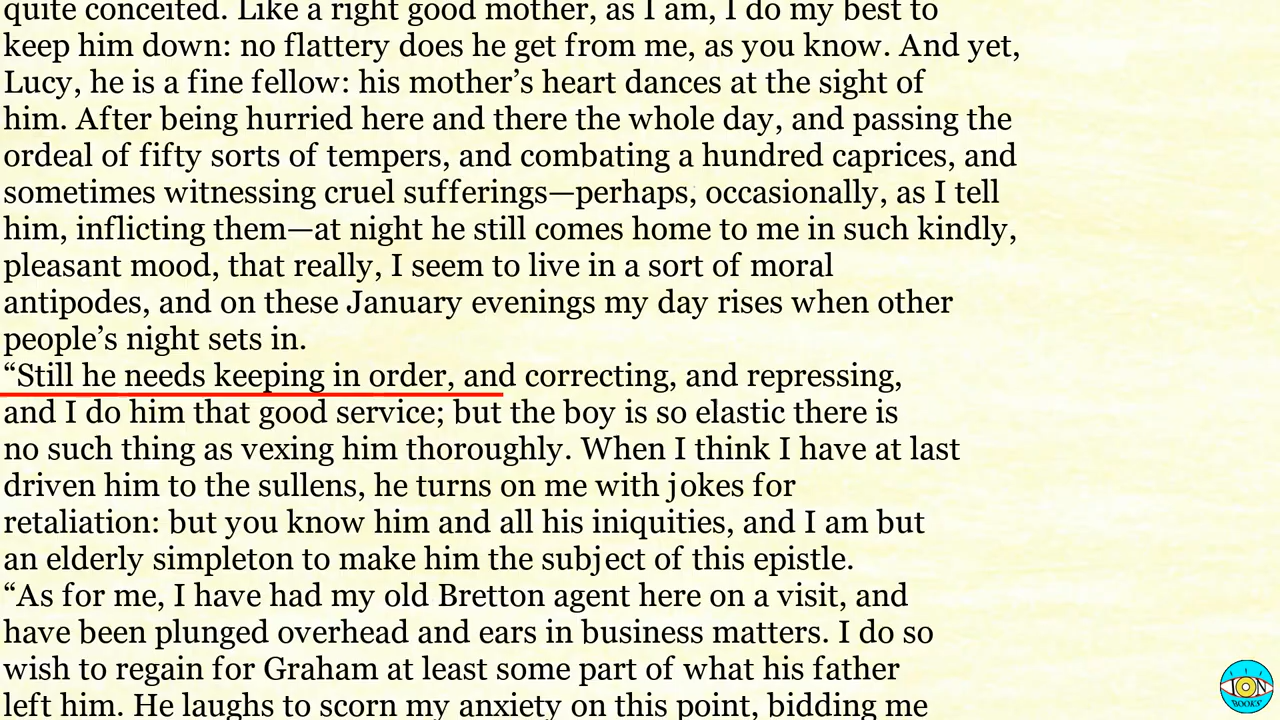 quite conceited. Like a right good mother, as I am, I do my best to
keep him down: no flattery does he get from me, as you know. And yet,
Lucy, he is a fine fellow: his mother’s heart dances at the sight of
him. After being hurried here and there the whole day, and passing the
ordeal of fifty sorts of tempers, and combating a hundred caprices, and
sometimes witnessing cruel sufferings—perhaps, occasionally, as I tell
him, inflicting them—at night he still comes home to me in such kindly,
pleasant mood, that really, I seem to live in a sort of moral
antipodes, and on these January evenings my day rises when other
people’s night sets in.
“Still he needs keeping in order, and correcting, and repressing,
and I do him that good service; but the boy is so elastic there is
no such thing as vexing him thoroughly. When I think I have at last
driven him to the sullens, he turns on me with jokes for
retaliation: but you know him and all his iniquities, and I am but
an elderly simpleton to make him the subject of this epistle.
“As for me, I have had my old Bretton agent here on a visit, and
have been plunged overhead and ears in business matters. I do so
wish to regain for Graham at least some part of what his father
left him. He laughs to scorn my anxiety on this point, bidding me
ION
BOOKS